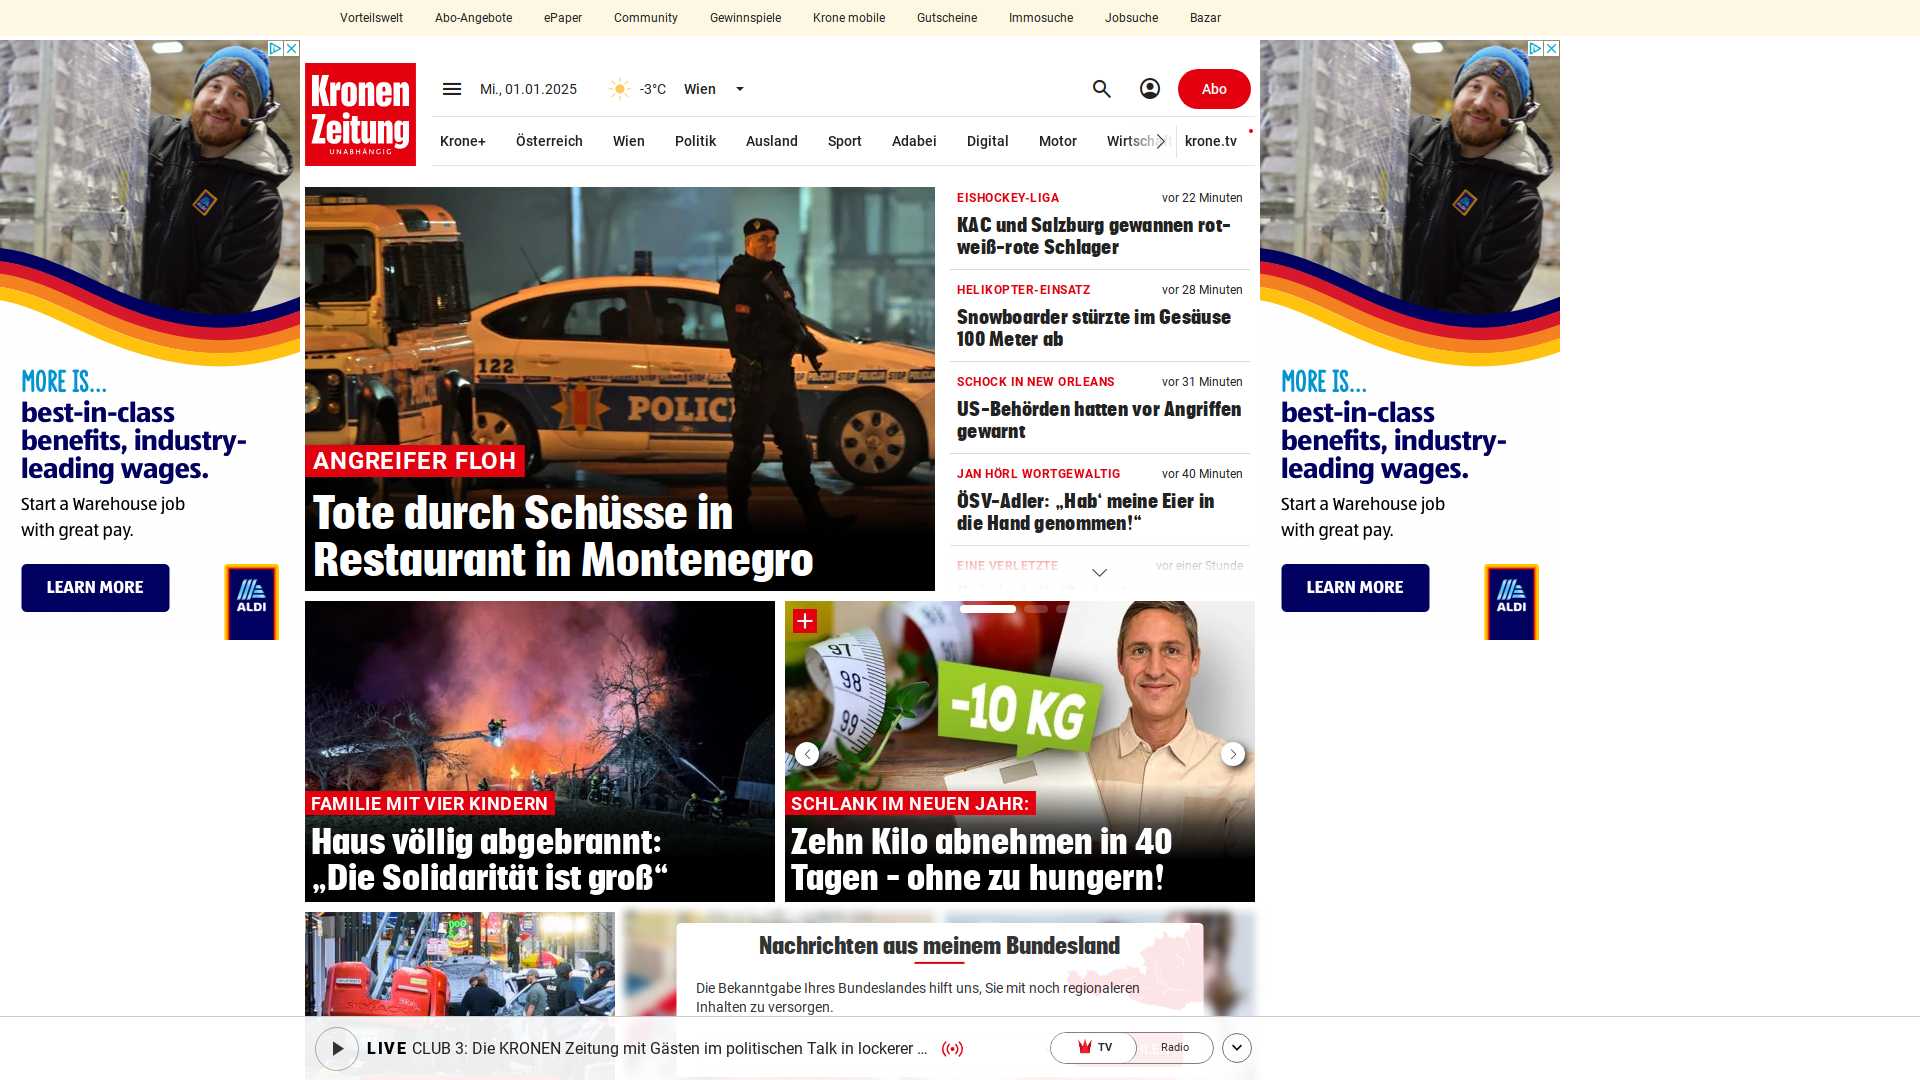 Vorteilswelt Abo-Angebote ePaper Community Gewinnspiele Krone mobile Gutscheine Immosuche Jobsuche Bazar
Kronen
Zeitung
UNABHÄNGIG
Mi., 01.01.2025 -3°C Wien
Abo
Krone+ Österreich Wien Politik Ausland Sport Adabei Digital Motor Wirtschaft krone.tv
MORE IS...
best-in-class
benefits, industry-
leading wages.
Start a Warehouse job
with great pay.
LEARN MORE
ALDI
122
POLICI
ANGREIFER FLOH
Tote durch Schüsse in
Restaurant in Montenegro
EISHOCKEY-LIGA vor 22 Minuten
KAC und Salzburg gewannen rot-
weiß-rote Schlager
HELIKOPTER-EINSATZ vor 28 Minuten
Snowboarder stürzte im Gesäuse
100 Meter ab
SCHOCK IN NEW ORLEANS vor 31 Minuten
US-Behörden hatten vor Angriffen
gewarnt
JAN HÖRL WORTGEWALTIG vor 40 Minuten
ÖSV-Adler: „Hab‘ meine Eier in
die Hand genommen!“
EINE VERLETZTE vor einer Stunde
MORE IS...
best-in-class
benefits, industry-
leading wages.
Start a Warehouse job
with great pay.
LEARN MORE
ALDI
FAMILIE MIT VIER KINDERN
Haus völlig abgebrannt:
„Die Solidarität ist groß“
97
98
99
-10 KG
SCHLANK IM NEUEN JAHR:
Zehn Kilo abnehmen in 40
Tagen - ohne zu hungern!
Nachrichten aus meinem Bundesland
Die Bekanntgabe Ihres Bundeslandes hilft uns, Sie mit noch regionaleren
Inhalten zu versorgen.
LIVE CLUB 3: Die KRONEN Zeitung mit Gästen im politischen Talk in lockerer ...
TV Radio